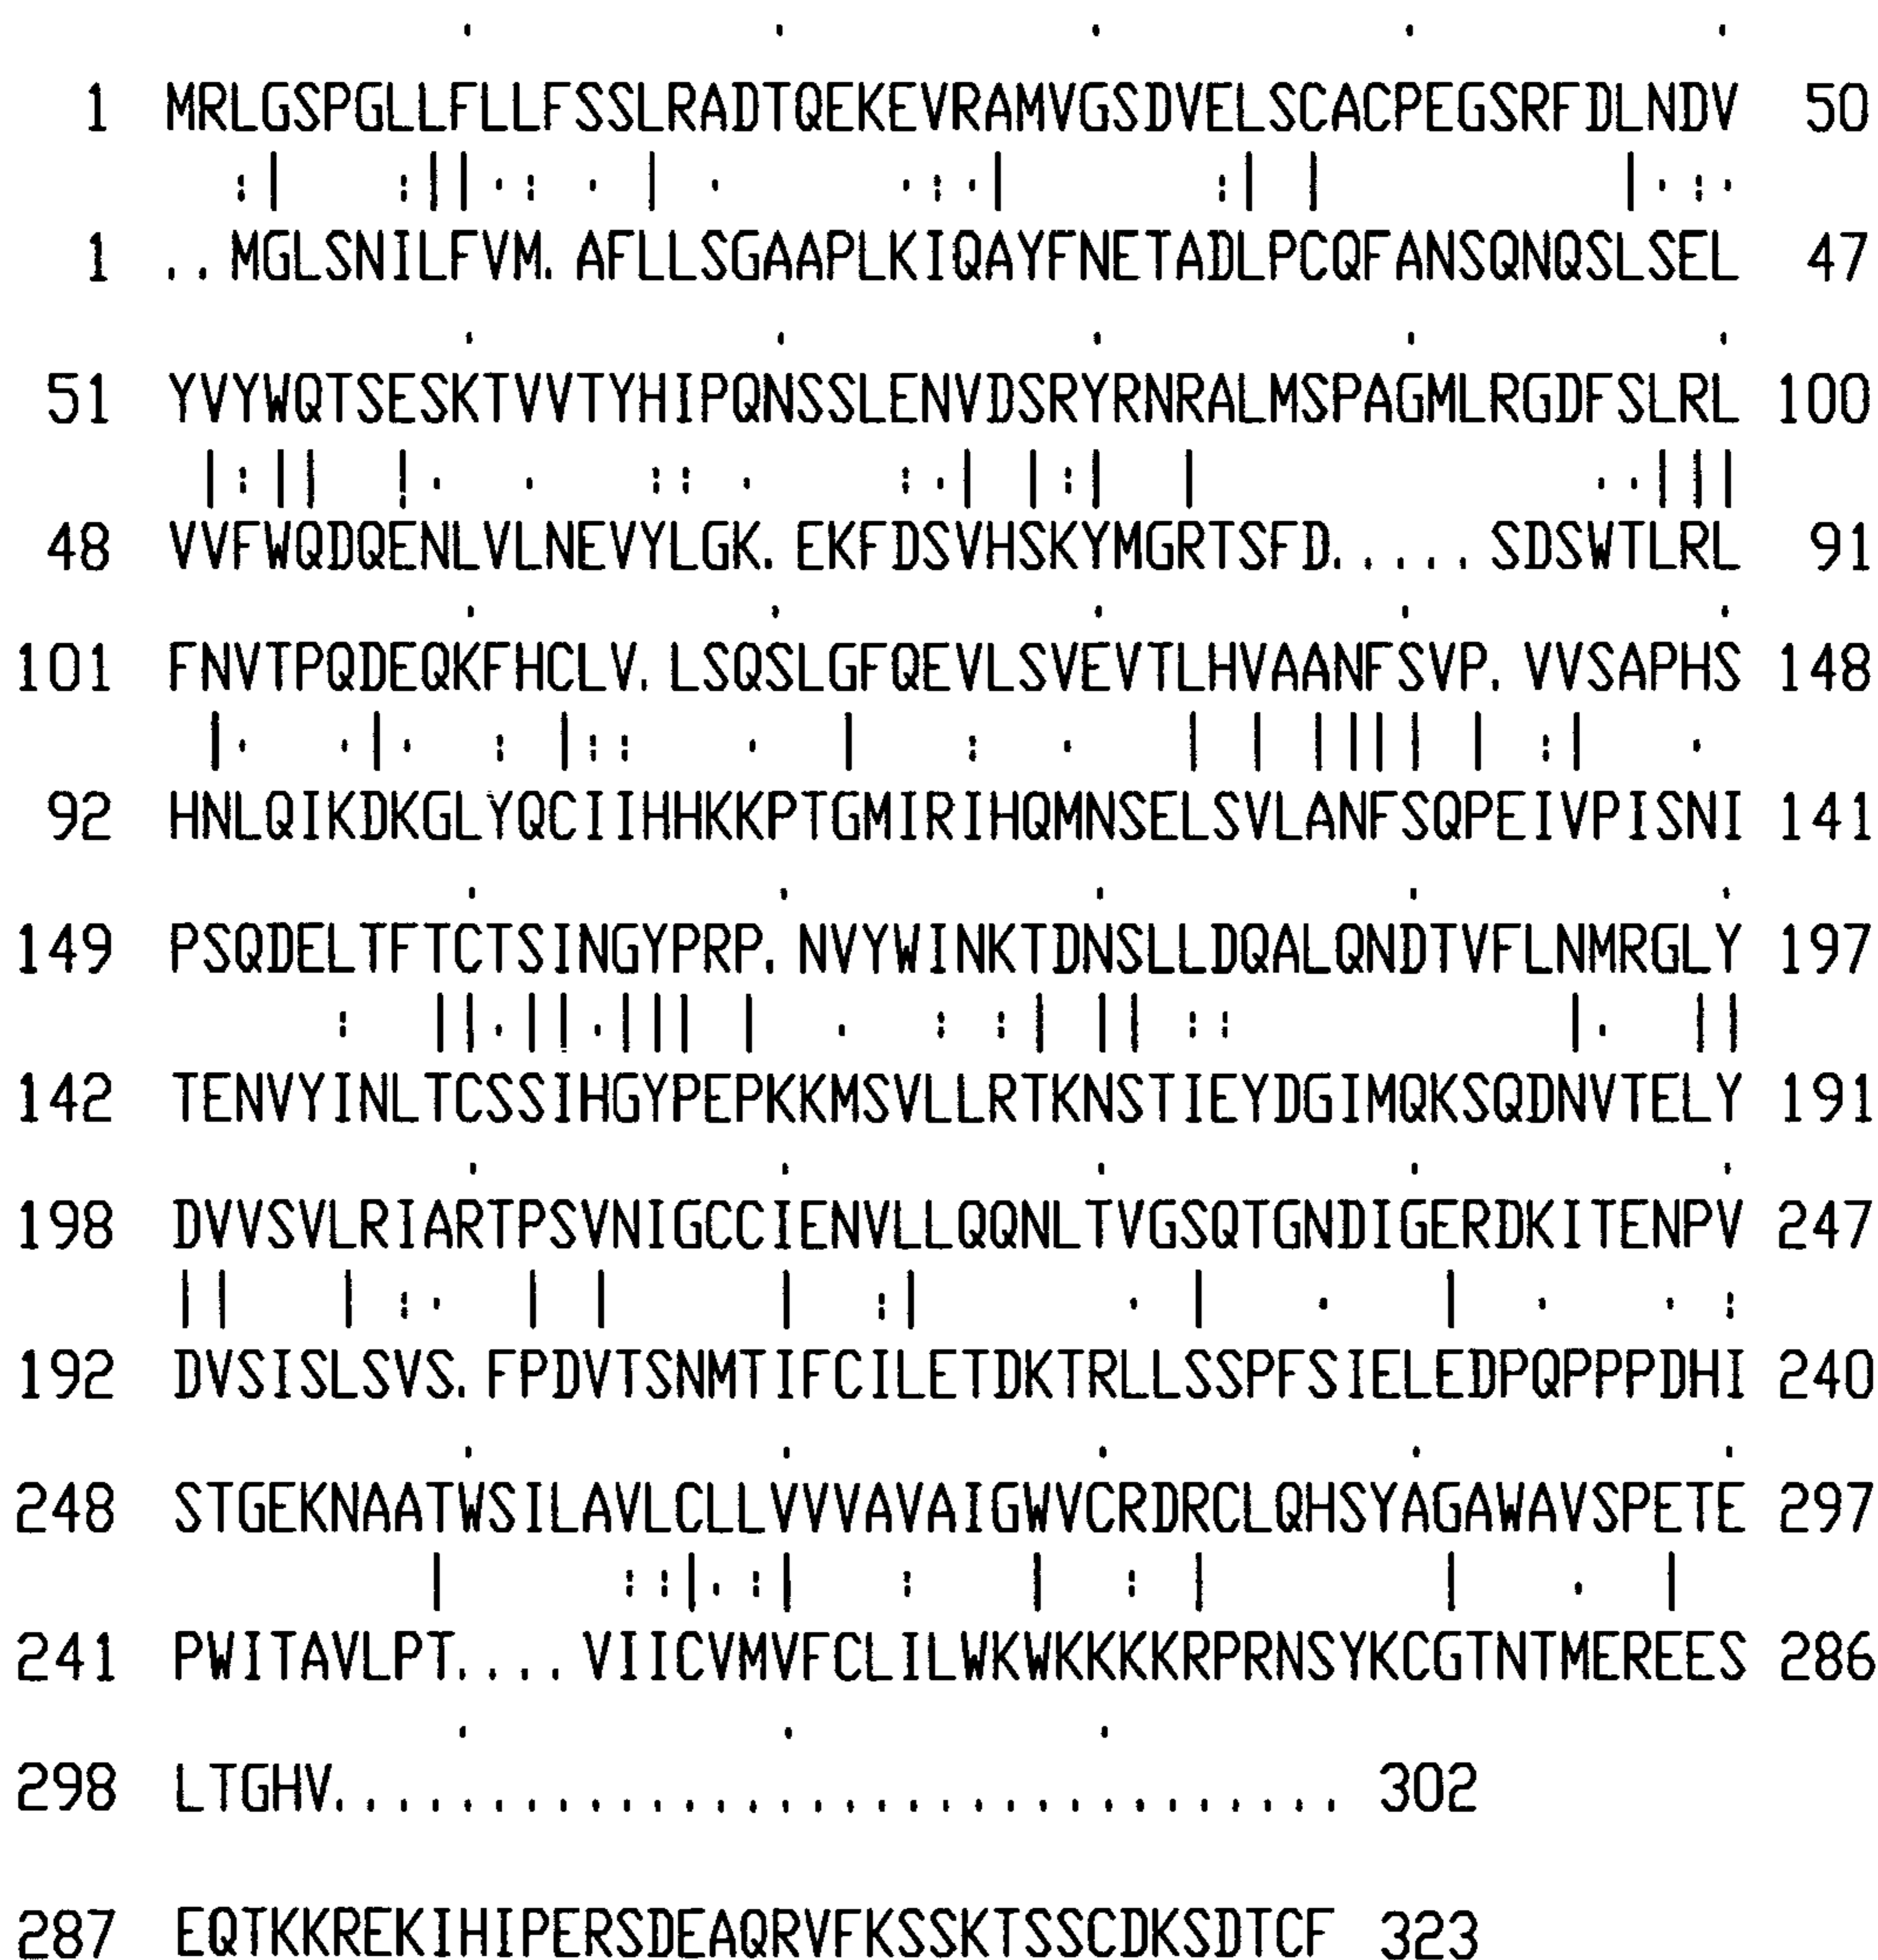 1 MRLGSPGLLFLLFSSLRADTQEKEVRAMVGSDVELSCACPEGSRFDLNDV 50
1 ..MGLSNILFVM.AFLLSGAAPLKIQAYFNETADLPCQFANSQNQSLSEL 47
51 YVYWQTSESKTVVTYHIPQNSSLENVDSRYRNRALMSPAGMLRGDFSLRL 100
48 VVFWQDQENLVLNEVYLGK.EKFDSVHSKYMGRTSFD.....SDSWTLRL 91
101 FNVTPQDEQKFHCLV.LSQSLGFQEVLSVEVTLHVAANFSVP.VVSAPHS 148
92 HNLQIKDKGLYQCIIHHKKPTGMIRIHQMNSELSVLANFSQPEIVPISNI 141
149 PSQDELTFTCTSINGYPRP.NVYWINKTDNSLLDQALQNDTVFLNMRGLY 197
142 TENVYINLTCSSIHGYPEPKKMSVLLRTKNSTIEYDGIMQKSQDNVTELY 191
198 DVVSVLRIARTPSVNIGCCIENVLLQQNLTVGSQTGNDIGERDKITENPV 247
192 DVSISLSVS.FPDVTSNMTIFCILETDKTRLLSSPFSIELEDPQPPPDHI 240
248 STGEKNAATWSILAVLCLLVVVAVAIGWVCRDRCLQHSYAGAWAVSPETE 297
241 PWITAVLPT....VIICVMVFCLILWKWKKKKRPRNSYKCGTNTMEREES 286
298 LTGHV................................ 302
287 EQTKKREKIHIPERSDEAQRVFKSSKTSSCDKSDTCF 323